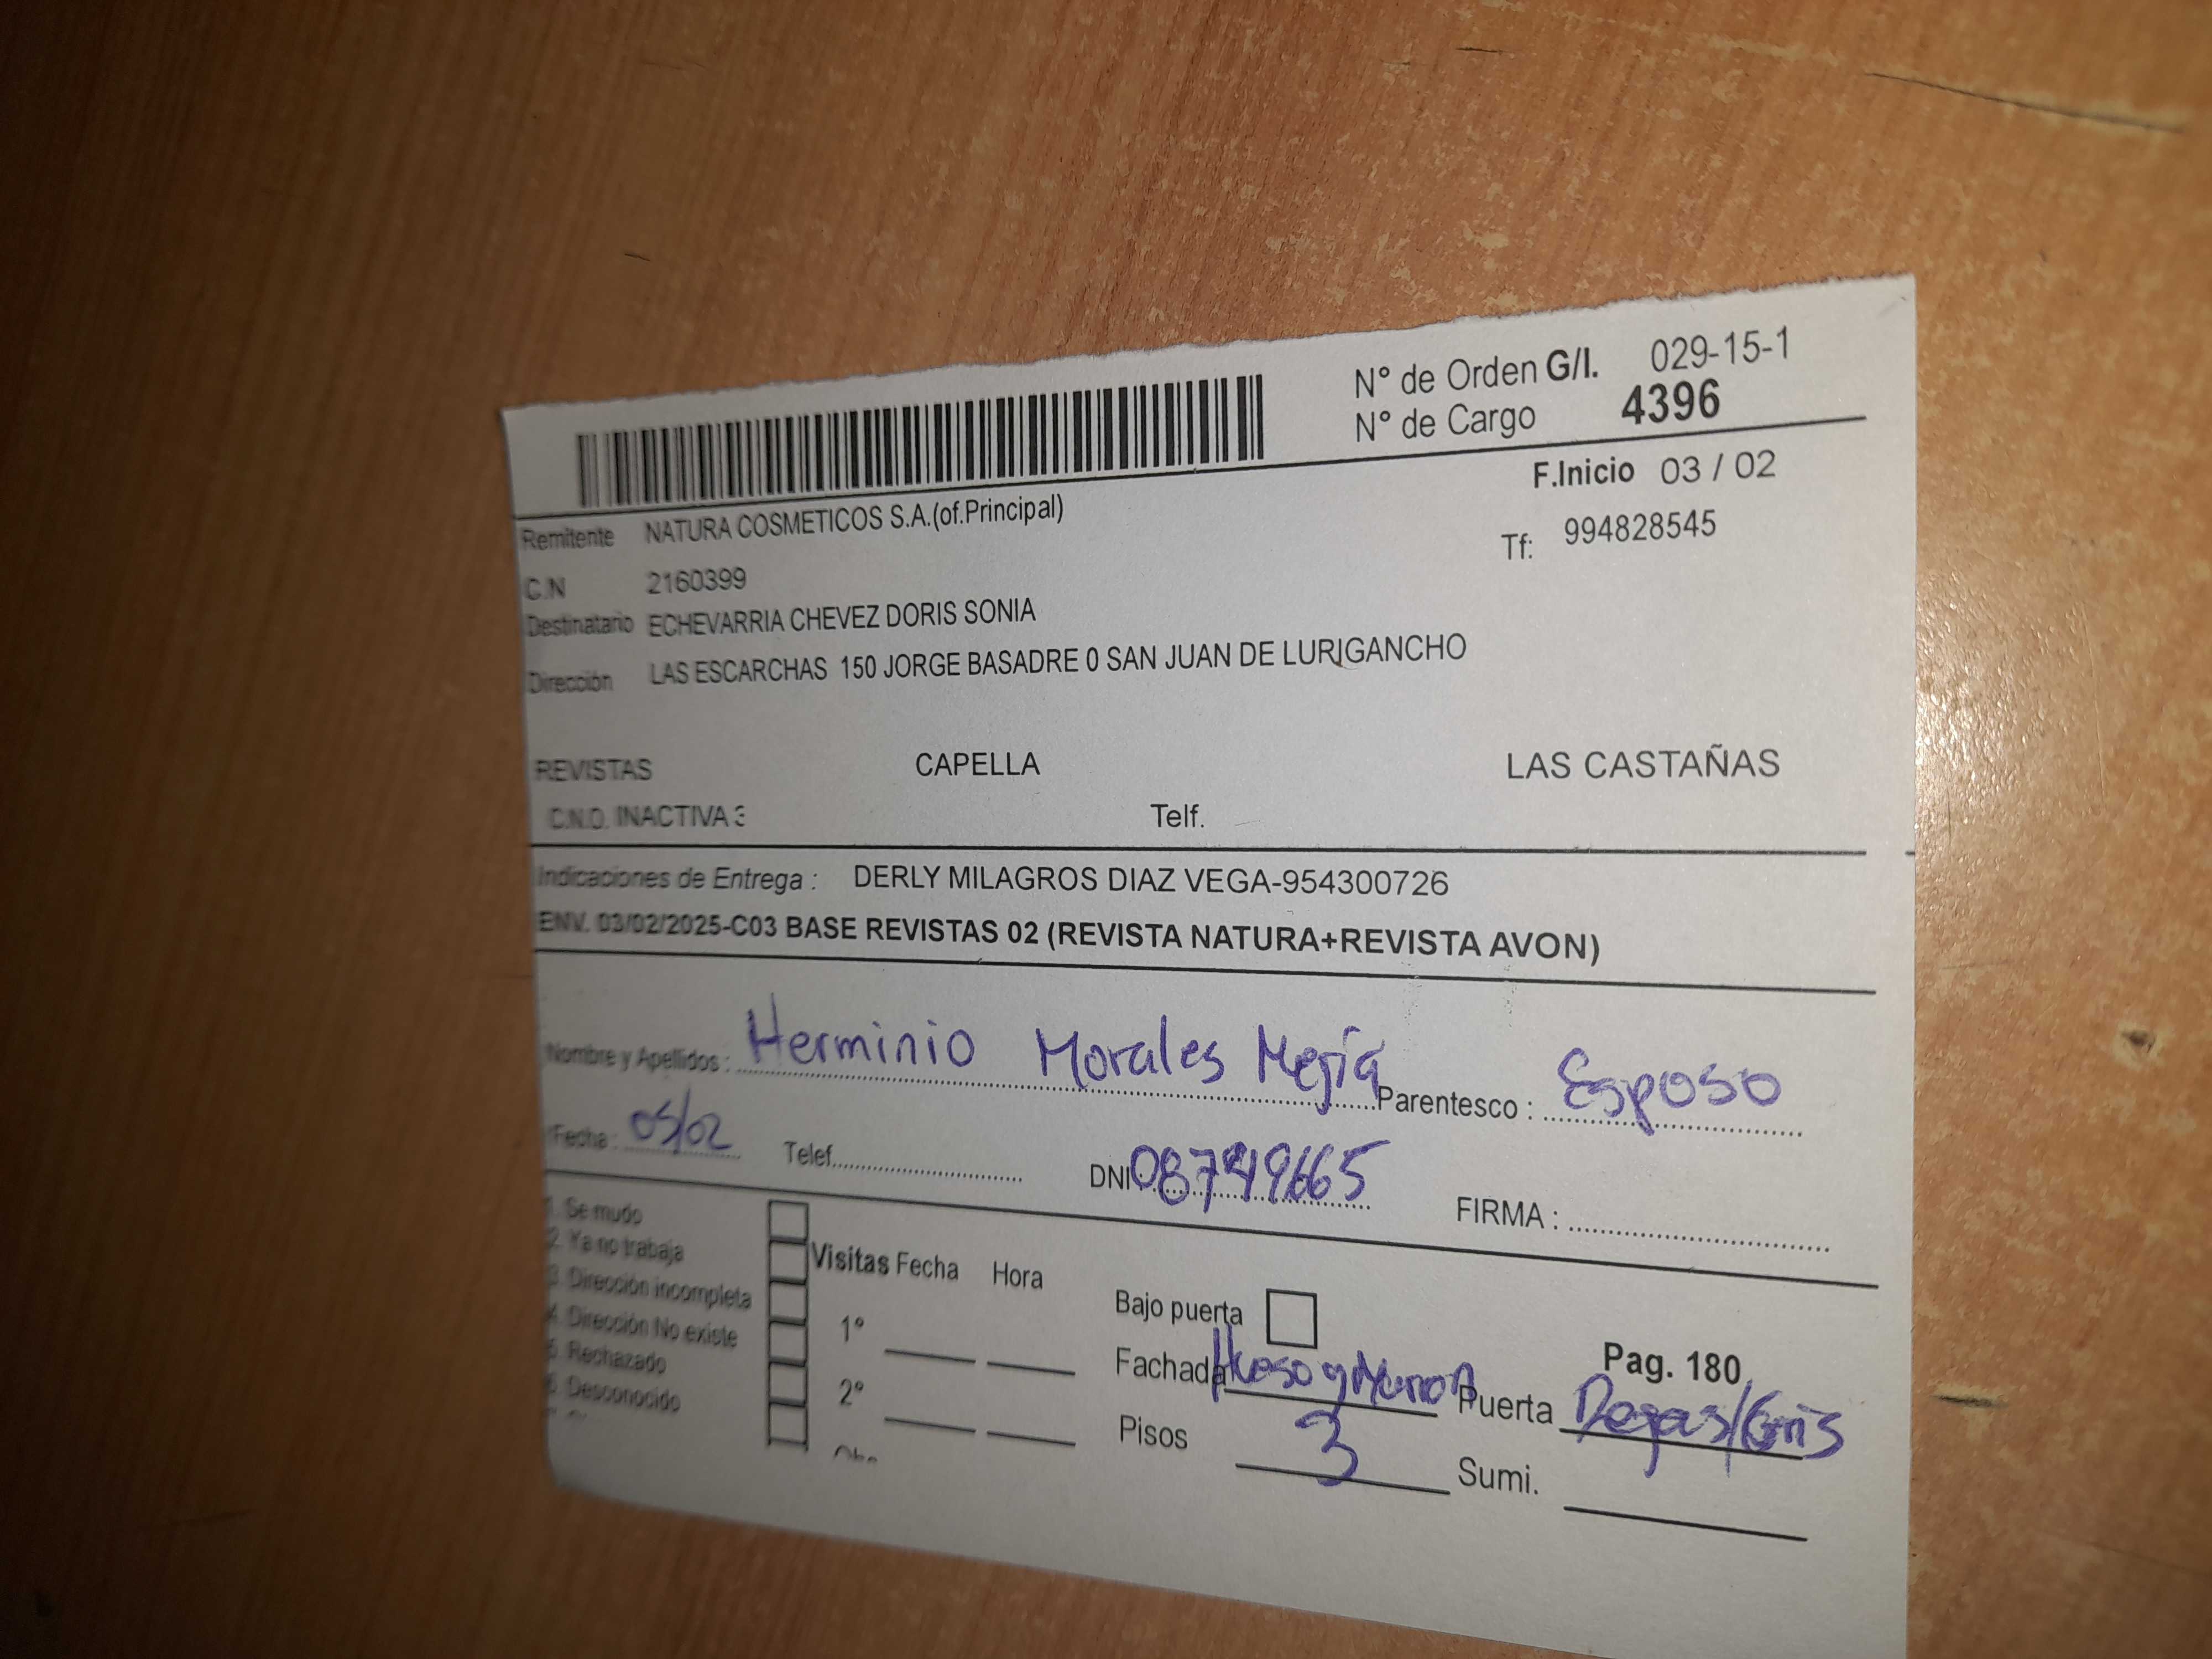 N° de Orden G/I. 029-15-1
N° de Cargo 4396
F.Inicio 03 / 02
Remitente NATURA COSMETICOS S.A.(of.Principal)
Tf: 994828545
C.N 2160399
Destinatario ECHEVARRIA CHEVEZ DORIS SONIA
Dirección LAS ESCARCHAS 150 JORGE BASADRE 0 SAN JUAN DE LURIGANCHO
REVISTAS CAPELLA LAS CASTAÑAS
C.N.O. INACTIVA 3 Telf.
Indicaciones de Entrega : DERLY MILAGROS DIAZ VEGA-954300726
ENV. 03/02/2025-C03 BASE REVISTAS 02 (REVISTA NATURA+REVISTA AVON)
Nombre y Apellidos : Herminio Morales Mejía Parentesco : Esposo
Fecha : 05/02 Telef. DNI FIRMA :
1. Se mudo
2. Ya no trabaja
3. Dirección incompleta
4. Dirección No existe
5. Rechazado
6. Desconocido
Visitas Fecha Hora
1°
2°
Bajo puerta
Pag. 180
Fachada Hueso y Puerta Rejas/Gris
Pisos 3 Sumi.